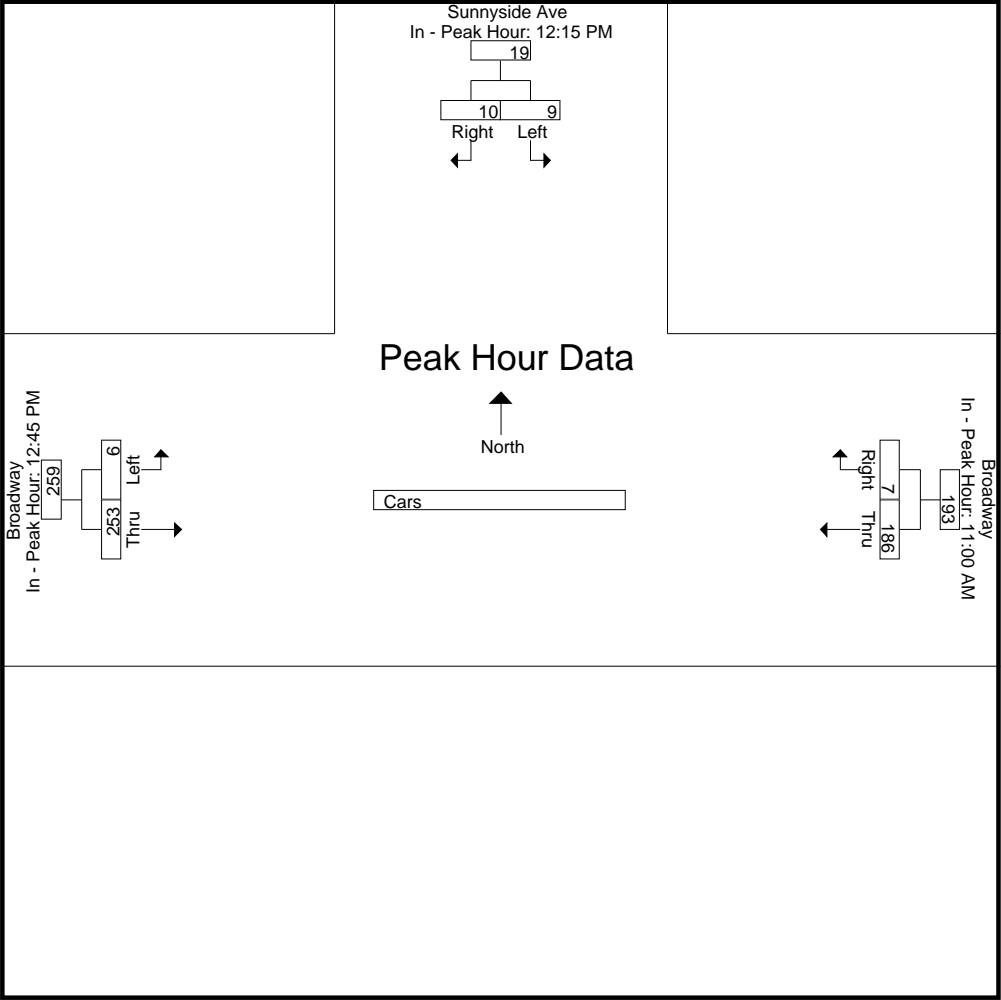 Sunnyside Ave
In - Peak Hour: 12:15 PM
19
10 9
Right Left
Peak Hour Data
North
Cars
Broadway
In - Peak Hour: 12:45 PM
259
6 253
Left Thru
Broadway
In - Peak Hour: 11:00 AM
193
7 186
Right Thru